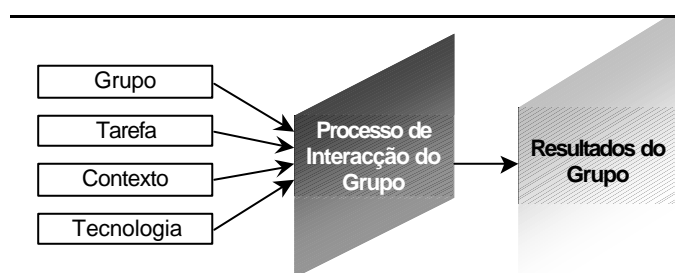 Grupo
Tarefa
Contexto
Tecnologia
Processo de
Interacção do
Grupo
Resultados do
Grupo